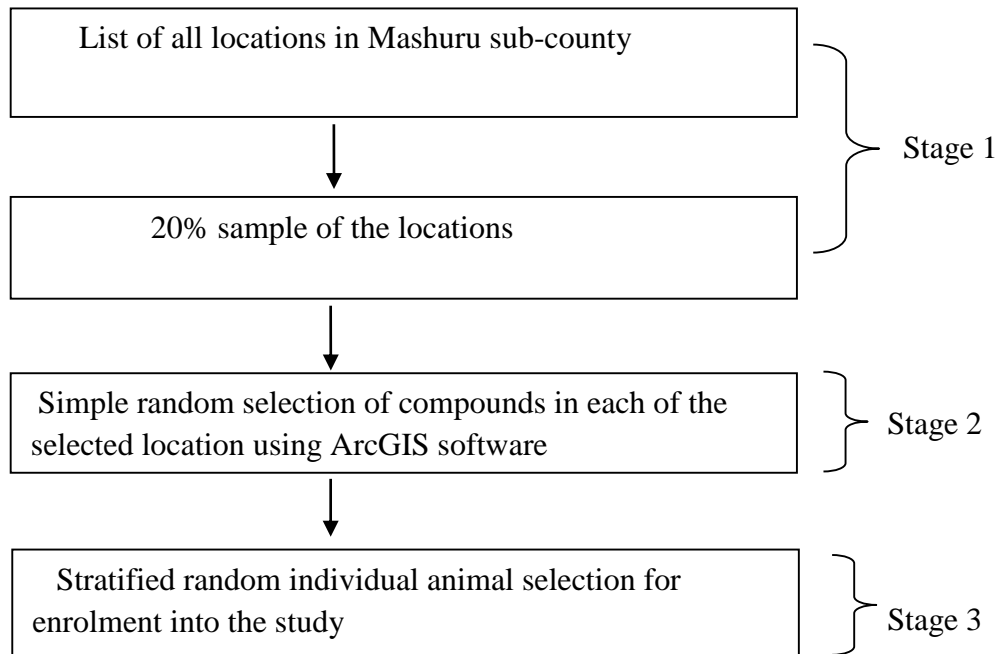 List of all locations in Mashuru sub-county
Stage 1
20% sample of the locations
Simple random selection of compounds in each of the
selected location using ArcGIS software
Stage 2
Stratified random individual animal selection for
enrolment into the study
Stage 3